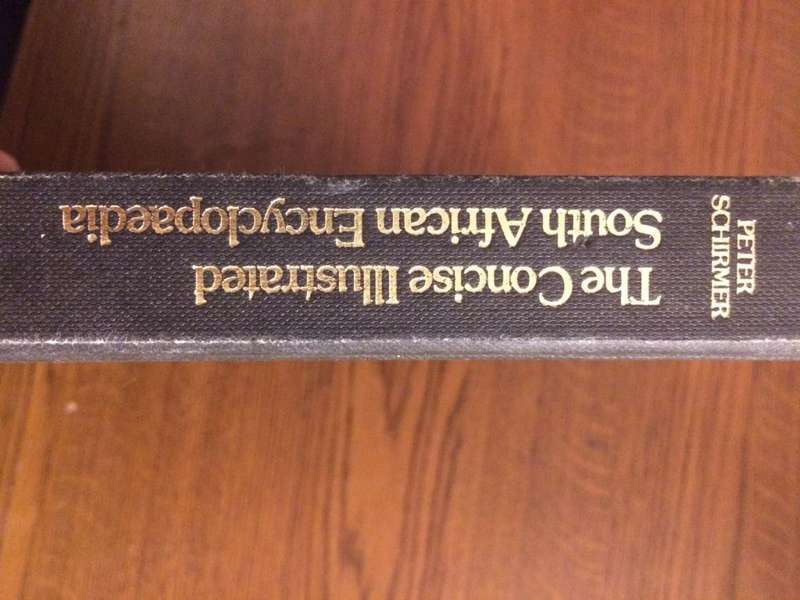 PETER
SCHIRMER
The Concise Illustrated
South African Encyclopaedia